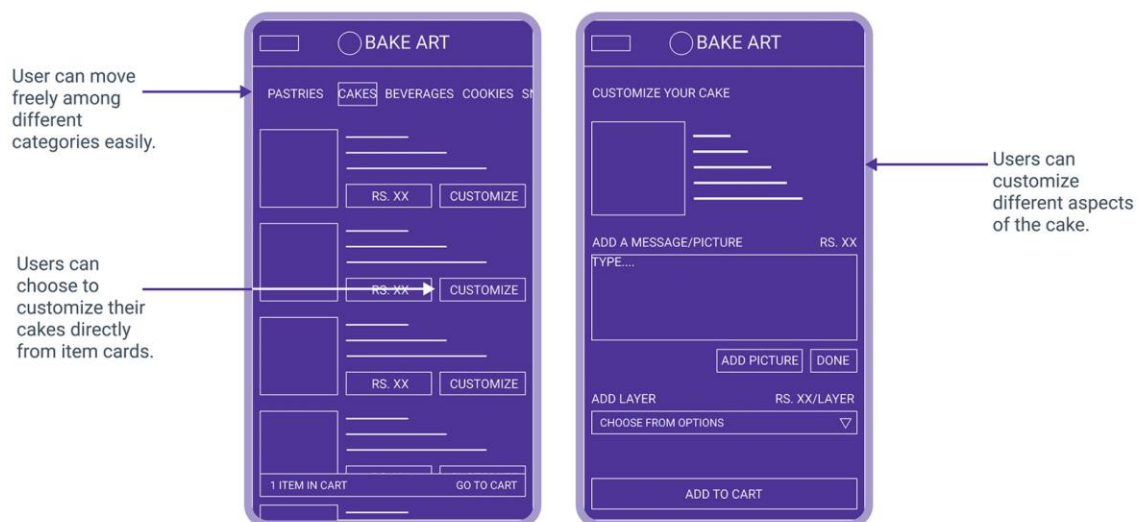 User can move
freely among
different
categories easily.
Users can
choose to
customize their
cakes directly
from item cards.
BAKE ART
PASTRIES CAKES BEVERAGES COOKIES
RS. XX CUSTOMIZE
RS. XX CUSTOMIZE
RS. XX CUSTOMIZE
1 ITEM IN CART GO TO CART
BAKE ART
CUSTOMIZE YOUR CAKE
ADD A MESSAGE/PICTURE RS. XX
TYPE....
ADD PICTURE DONE
ADD LAYER RS. XX/LAYER
CHOOSE FROM OPTIONS
ADD TO CART
Users can
customize
different aspects
of the cake.